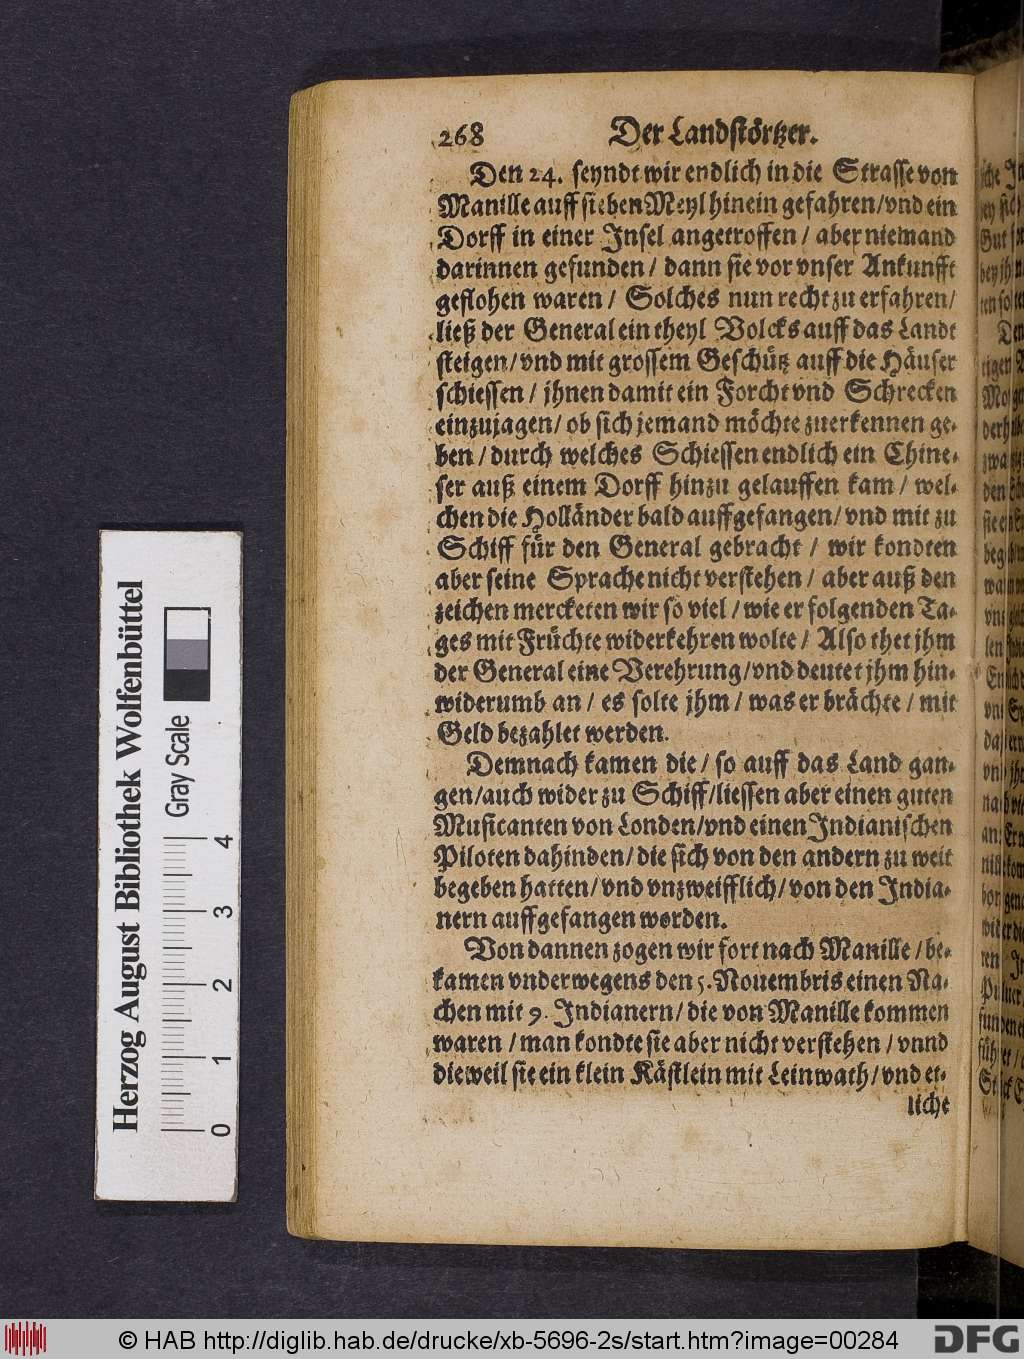 268 Der Landstörtzer.
Den 24. seyndt wir endlich in die Strasse von
Manille auff sieben Meyl hinein gefahren/vnd ein
Dorff in einer Insel angetroffen / aber niemand
darinnen gefunden / dann sie vor vnser Ankunfft
geflohen waren / Solches nun recht zu erfahren/
ließ der General ein theyl Volcks auff das Landt
steigen/vnd mit grossem Geschütz auff die Häuser
schiessen / jhnen damit ein Forcht vnd Schrecken
einzujagen/ ob sich jemand möchte zuerkennen ge-
ben / durch welches Schiessen endlich ein Chine-
ser auß einem Dorff hinzu gelauffen kam / wel-
chen die Holländer bald auffgefangen/ vnd mit zu
Schiff für den General gebracht / wir kondten
aber seine Sprache nicht verstehen / aber auß den
zeichen mercketen wir so viel / wie er folgenden Ta-
ges mit Früchte widerkehren wolte / Also thet jhm
der General eine Verehrung/vnd deutet jhm hin-
widerumb an / es solte jhm / was er brächte / mit
Geld bezahlet werden.
Demnach kamen die / so auff das Land gan-
gen/auch wider zu Schiff/liessen aber einen guten
Musicanten von Londen/vnd einen Indianischen
Piloten dahinden/ die sich von den andern zu weit
begeben hatten/ vnd vnzweifflich/ von den India-
nern auffgefangen worden.
Von dannen zogen wir fort nach Manille / be-
kamen vnderwegens den 5. Nouembris einen Na-
chen mit 9. Indianern/ die von Manille kommen
waren / man kondte sie aber nicht verstehen / vnnd
dieweil sie ein klein Kästlein mit Leinwath/ vnd et-
liche
Herzog August Bibliothek Wolfenbüttel
Gray Scale
0 1 2 3 4
© HAB http://diglib.hab.de/drucke/xb-5696-2s/start.htm?image=00284
DFG